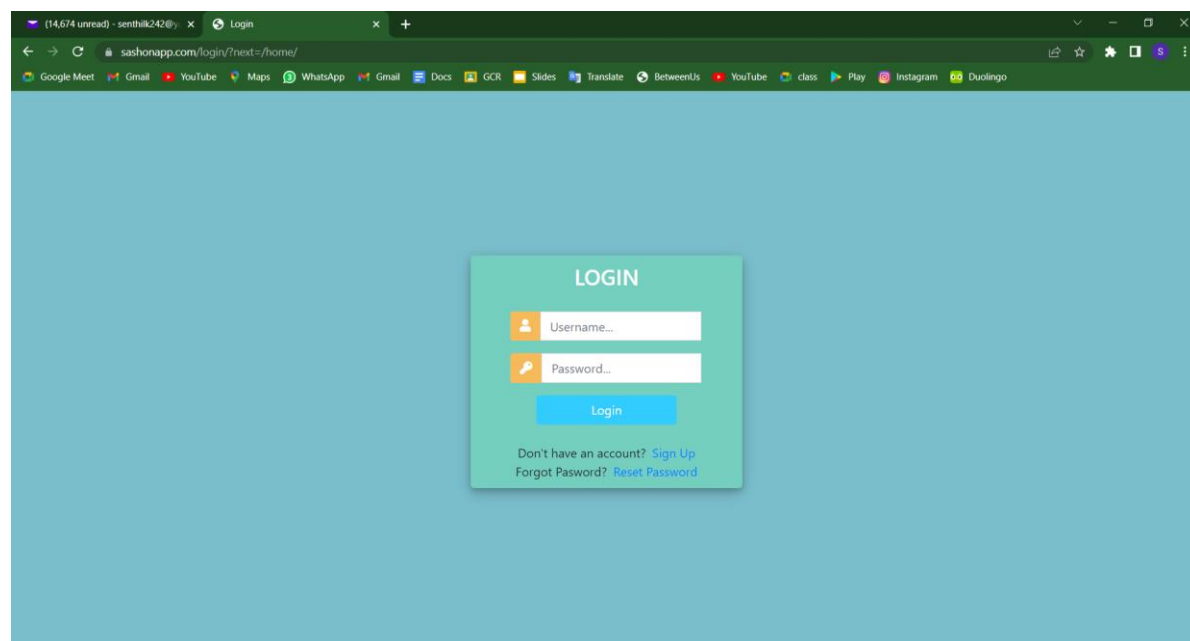 (14,674 unread) - senthilk242@y
Login
sashonapp.com/login/?next=/home/
S
Google Meet Gmail YouTube Maps WhatsApp Gmail Docs GCR Slides Translate BetweenUs YouTube class Play Instagram Duolingo
LOGIN
Username...
Password...
Login
Don't have an account? Sign Up
Forgot Pasword? Reset Password